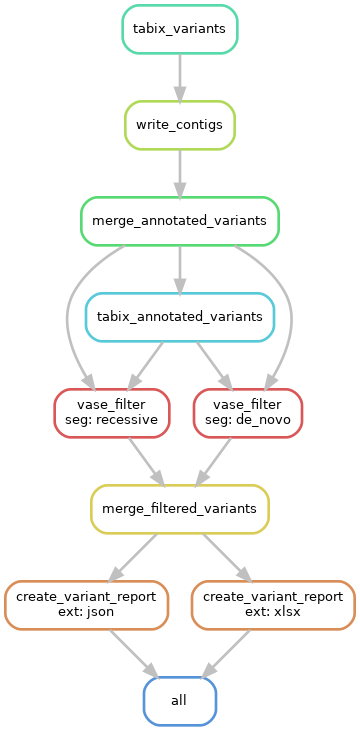 tabix_variants
write_contigs
merge_annotated_variants
tabix_annotated_variants
vase_filter
seg: recessive
vase_filter
seg: de_novo
merge_filtered_variants
create_variant_report
ext: json
create_variant_report
ext: xlsx
all